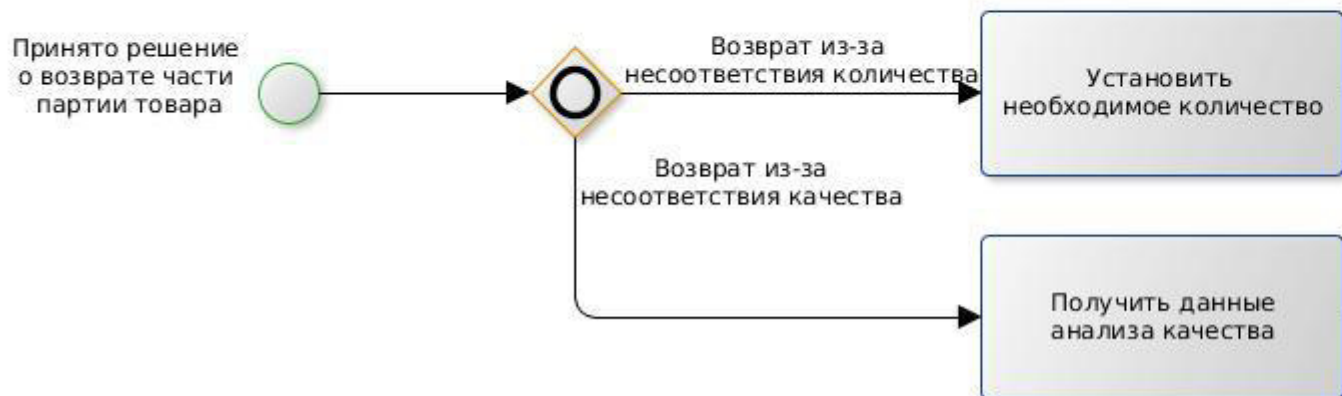 Принято решение
о возврате части
партии товара
Возврат из-за
несоответствия количества
Установить
необходимое количество
Возврат из-за
несоответствия качества
Получить данные
анализа качества